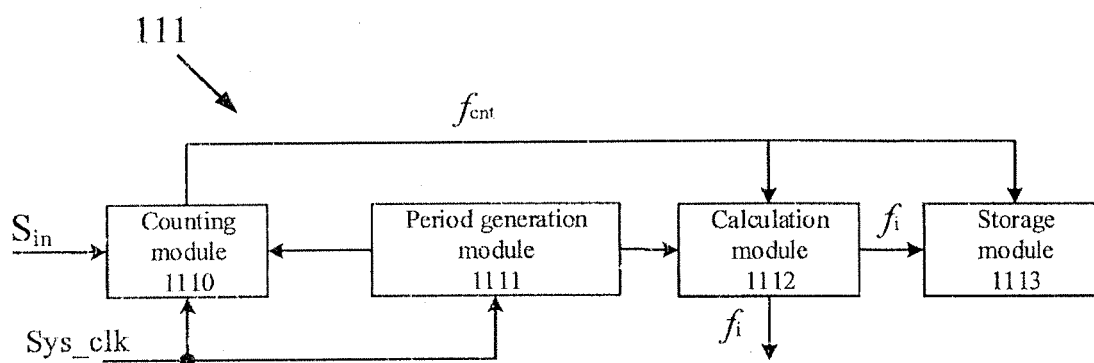 111
fcnt
Sin
Counting
module
1110
Period generation
module
1111
Calculation
module
1112
fi
Storage
module
1113
Sys_clk
fi